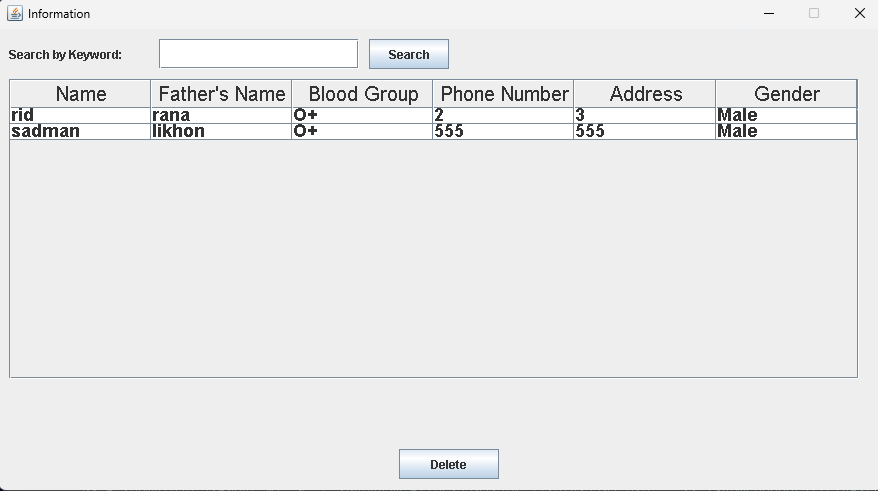 Information
Search by Keyword: Search
Name Father's Name Blood Group Phone Number Address Gender
rid rana O+ 2 3 Male
sadman likhon O+ 555 555 Male
Delete